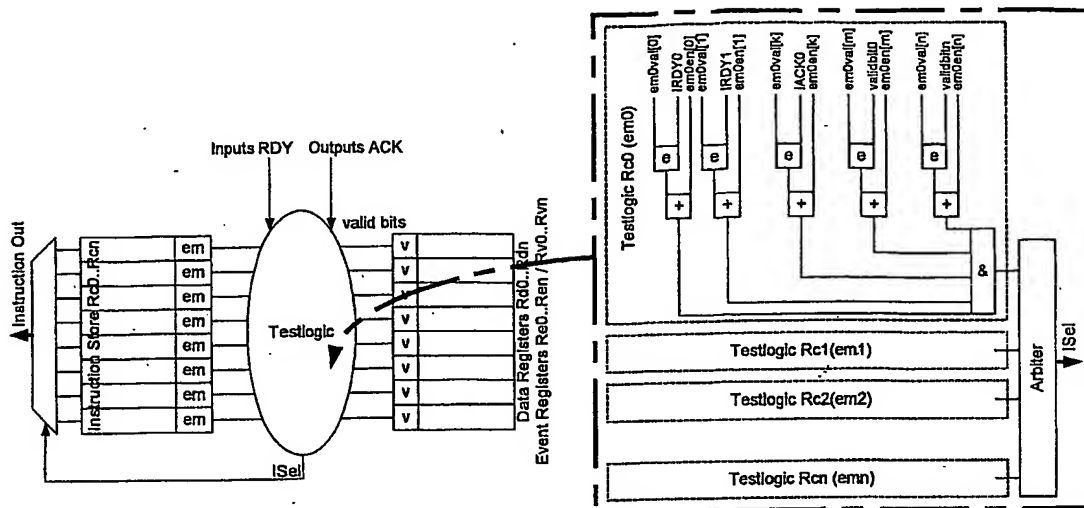 Inputs RDY
Outputs ACK
valid bits
Instruction Out
Instruction Store Rc0..Rcn
em
em
em
em
em
em
em
em
Testlogic
v
v
v
v
v
v
v
v
Data Registers Rd0..Rdn
Event Registers Re0..Ren / Rv0..Rvn
ISel
Testlogic Rc0 (em0)
em0val[0]
IRDY0
em0en[0]
em0val[1]
IRDY1
em0en[1]
em0val[k]
IACK0
em0en[k]
em0val[m]
validbit0
em0en[m]
em0val[n]
validbitn
em0en[n]
e
e
e
e
e
+
+
+
+
+
&
Testlogic Rc1(em1)
Testlogic Rc2(em2)
Testlogic Rcn (emn)
Arbiter
ISel